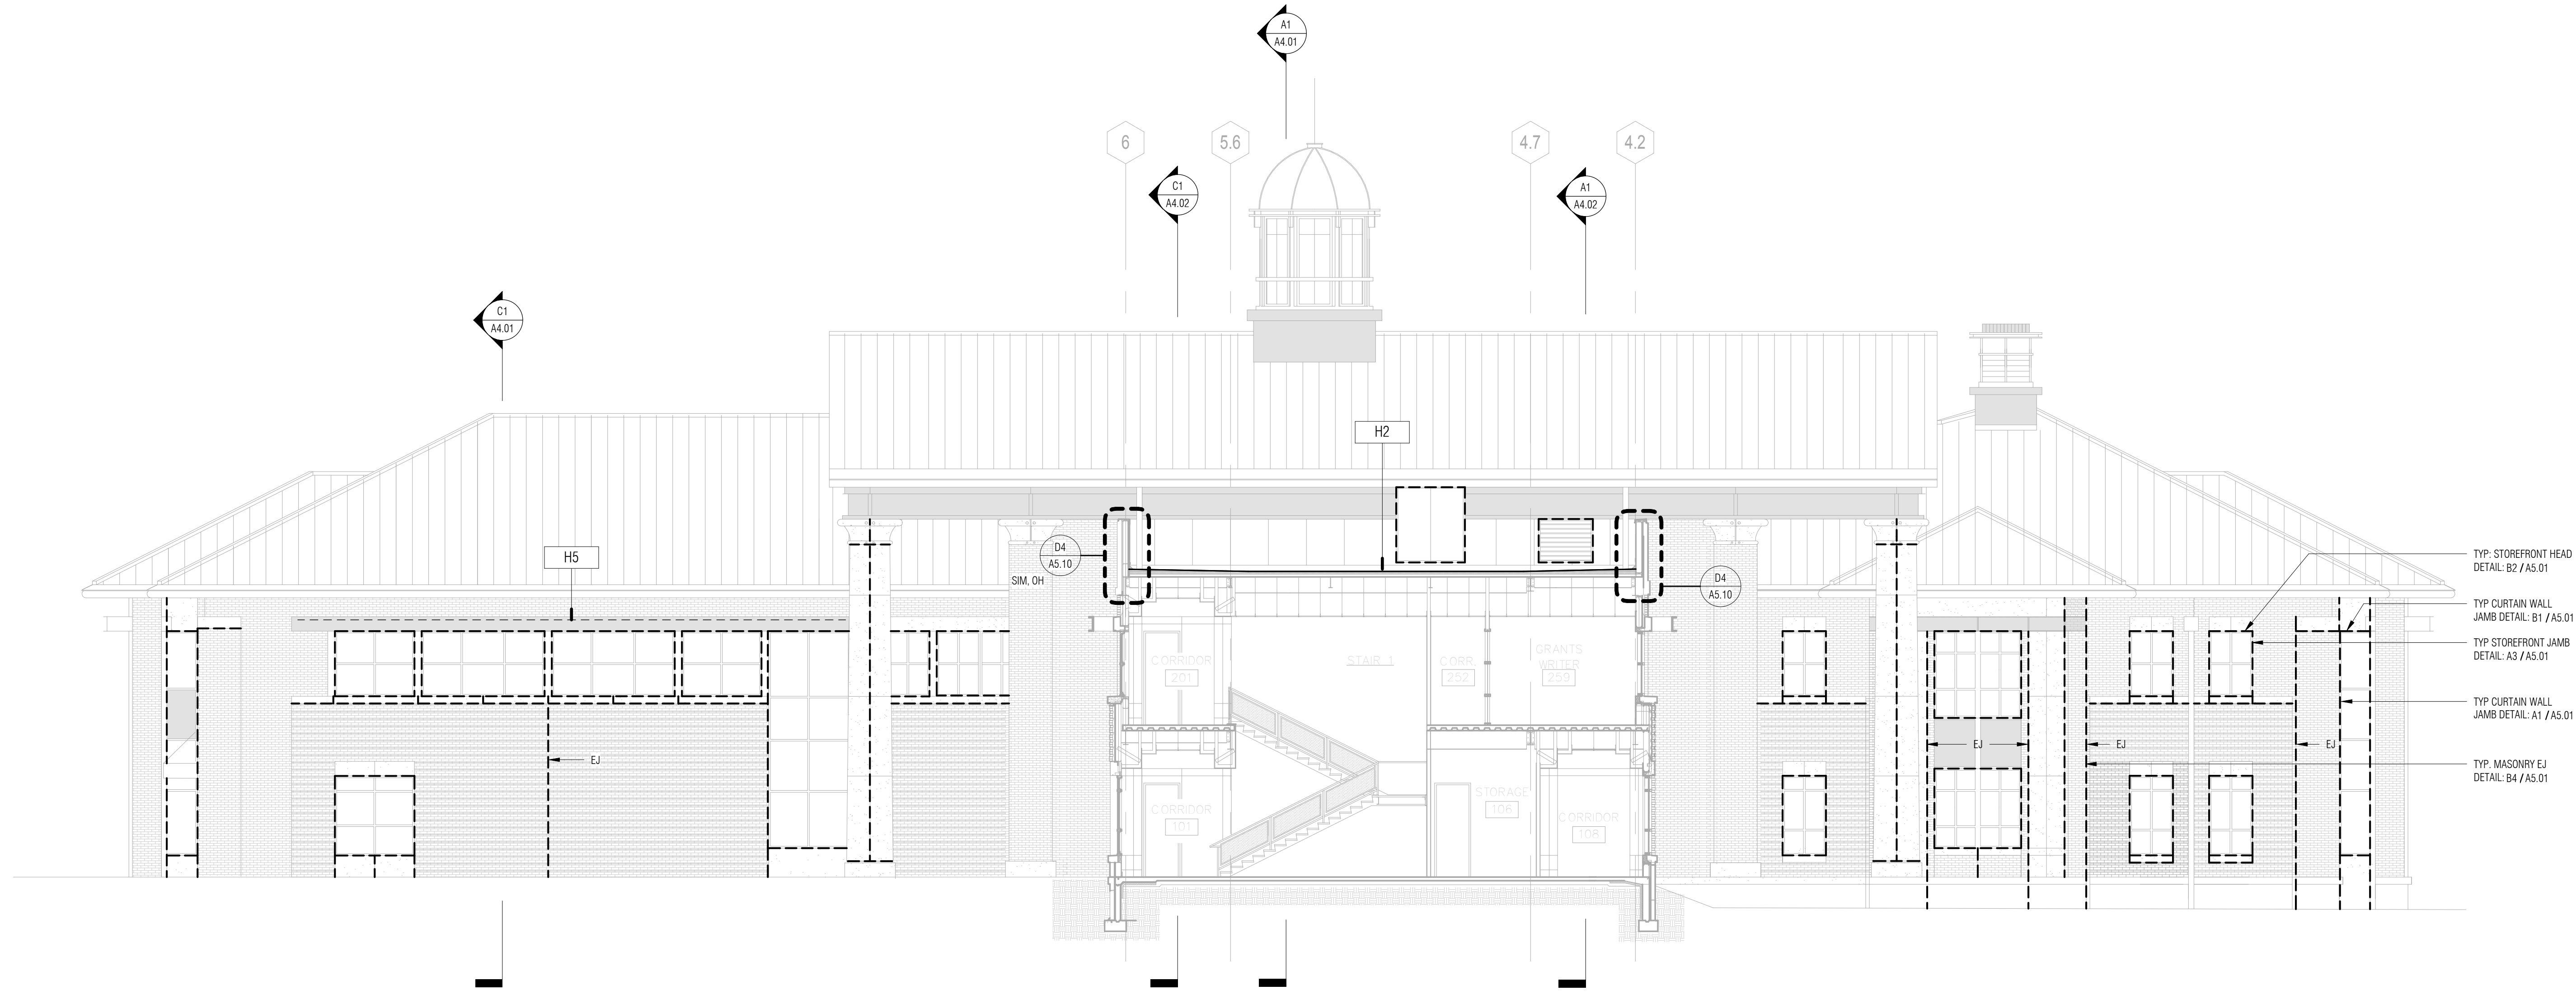 A1
A4.01
6
5.6
4.7
4.2
C1
A4.02
A1
A4.02
C1
A4.01
H2
H5
D4
A5.10
SIM, OH
D4
A5.10
TYP: STOREFRONT HEAD
DETAIL: B2 / A5.01
TYP CURTAIN WALL
JAMB DETAIL: B1 / A5.01
TYP STOREFRONT JAMB
DETAIL: A3 / A5.01
TYP CURTAIN WALL
JAMB DETAIL: A1 / A5.01
TYP. MASONRY EJ
DETAIL: B4 / A5.01
CORRIDOR
201
STAIR 1
CORR.
252
GRANTS
WRITER
259
EJ
EJ
EJ
EJ
CORRIDOR
101
STORAGE
106
CORRIDOR
108